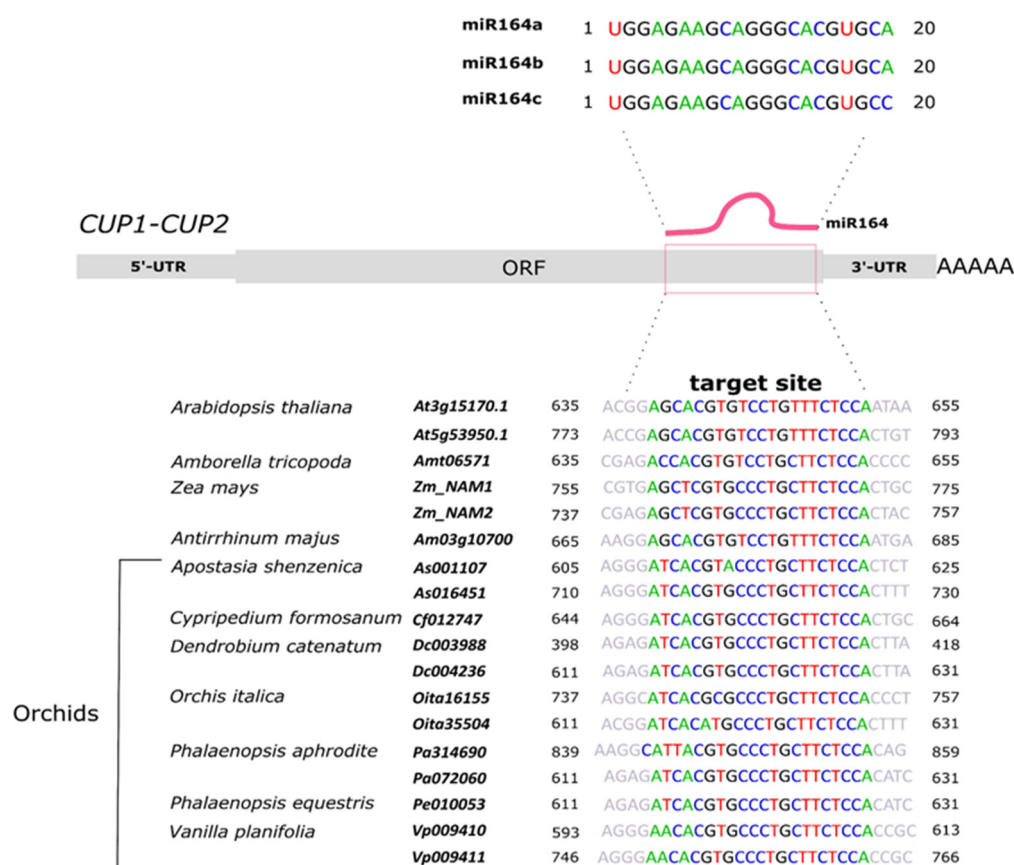 miR164a 1 UGGAGAAGCAGGGCACGUGCA 20
miR164b 1 UGGAGAAGCAGGGCACGUGCA 20
miR164c 1 UGGAGAAGCAGGGCACGUGCC 20
CUP1-CUP2
miR164
5'-UTR ORF 3'-UTR AAAAA
target site
Arabidopsis thaliana At3g15170.1 635 ACGGAGCACGTGTCCTGTTTCTCCAATAA 655
At5g53950.1 773 ACCGAGCACGTGTCCTGTTTCTCCACTGT 793
Amborella tricopoda Amt06571 635 CGAGACCACGTGTCCTGCTTCTCCACCCC 655
Zea mays Zm_NAM1 755 CGTGAGCTCGTGCCCTGCTTCTCCACTGC 775
Zm_NAM2 737 CGAGAGCTCGTGCCCTGCTTCTCCACTAC 757
Antirrhinum majus Am03g10700 665 AAGGAGCACGTGTCCTGTTTCTCCAATGA 685
Apostasia shenzenica As001107 605 AGGGATCACGTACCCTGCTTCTCCACTCT 625
As016451 710 AGGGATCACGTGCCCTGCTTCTCCACTTT 730
Cypripedium formosanum Cf012747 644 AGGGATCACGTGCCCTGCTTCTCCACTGC 664
Dendrobium catenatum Dc003988 398 AGAGATCACGTGCCCTGCTTCTCCACTTA 418
Dc004236 611 AGAGATCACGTGCCCTGCTTCTCCACTTA 631
Orchis italica Oita16155 737 AGGCATCACGCGCCCTGCTTCTCCACCCT 757
Orchids
Oita35504 611 ACGGATCACATGCCCTGCTTCTCCACTTT 631
Phalaenopsis aphrodite Pa314690 839 AAGGCATTACGTGCCCTGCTTCTCCACAG 859
Pa072060 611 AGAGATCACGTGCCCTGCTTCTCCACATC 631
Phalaenopsis equestris Pe010053 611 AGAGATCACGTGCCCTGCTTCTCCACATC 631
Vanilla planifolia Vp009410 593 AGGGAACACGTGCCCTGCTTCTCCACCGC 613
Vp009411 746 AGGGAACACGTGCCCTGCTTCTCCACCGC 766